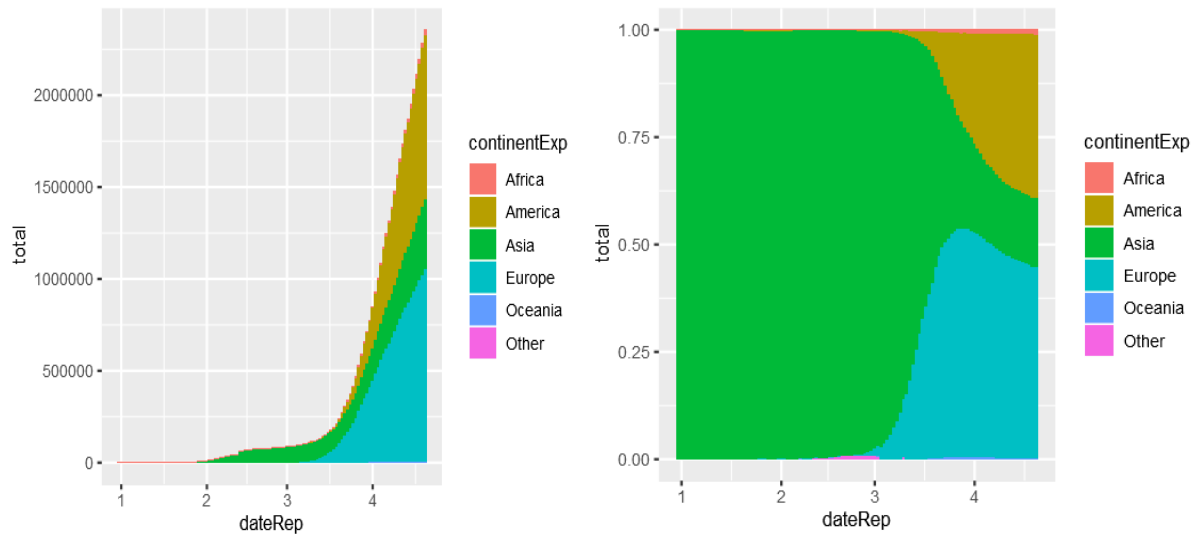 total
2000000
1500000
1000000
500000
0
1 2 3 4
dateRep
continentExp
Africa
America
Asia
Europe
Oceania
Other
total
1.00
0.75
0.50
0.25
0.00
1 2 3 4
dateRep
continentExp
Africa
America
Asia
Europe
Oceania
Other